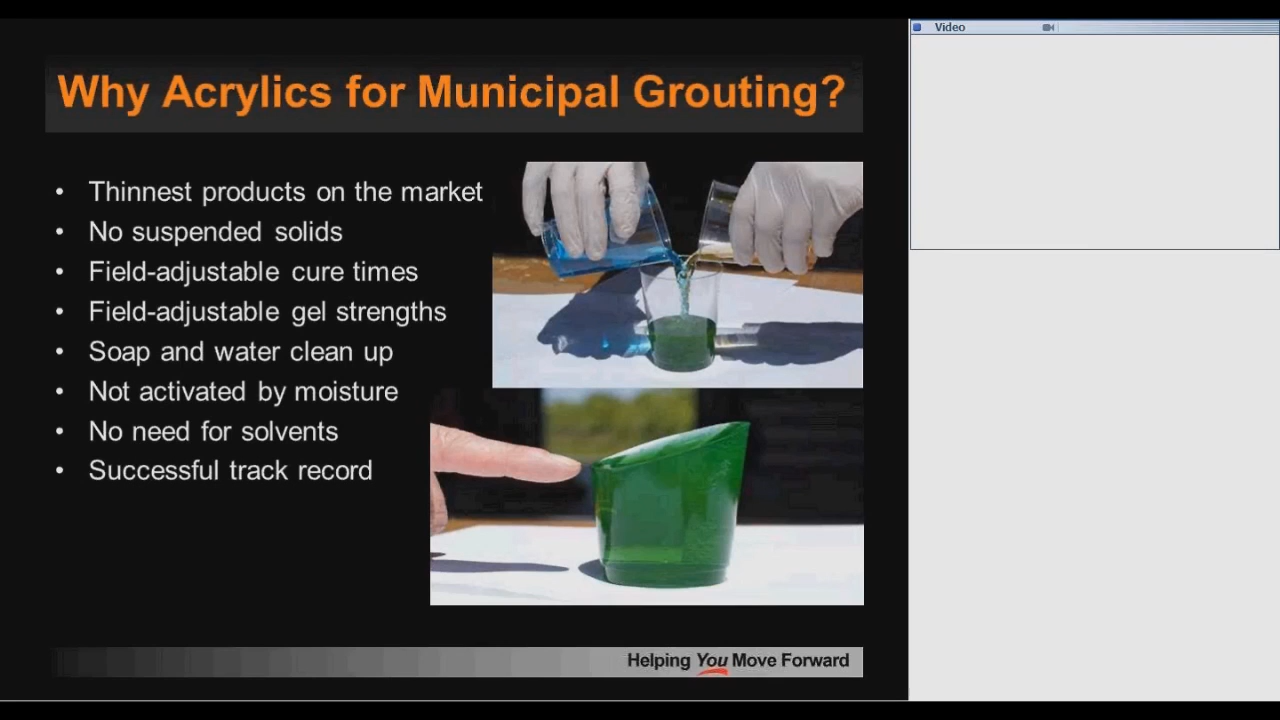 Video
Why Acrylics for Municipal Grouting?
• Thinnest products on the market
• No suspended solids
• Field-adjustable cure times
• Field-adjustable gel strengths
• Soap and water clean up
• Not activated by moisture
• No need for solvents
• Successful track record
Helping You Move Forward